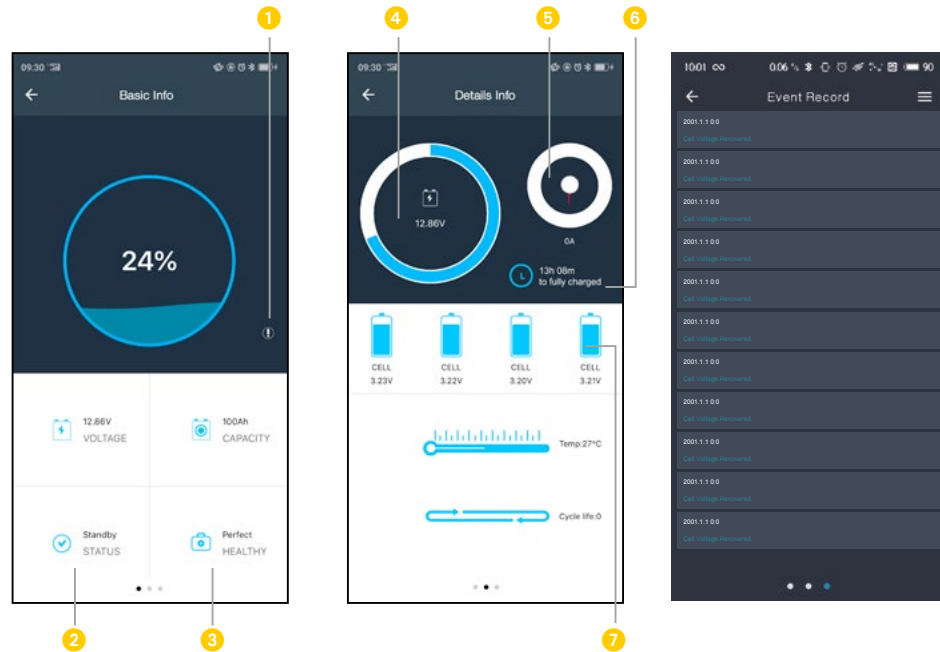 1
4
5
6
09:30
Basic Info
24%
12.86V
VOLTAGE
100Ah
CAPACITY
Standby
STATUS
Perfect
HEALTHY
2
3
09:30
Details Info
12.86V
0A
L
13h 08m
to fully charged
CELL
3.23V
CELL
3.22V
CELL
3.20V
CELL
3.21V
Temp:27°C
Cycle life:0
7
10:01
0.06
90
Event Record
2001.1.1 0:0
Cell Voltage Recovered
2001.1.1 0:0
Cell Voltage Recovered
2001.1.1 0:0
Cell Voltage Recovered
2001.1.1 0:0
Cell Voltage Recovered
2001.1.1 0:0
Cell Voltage Recovered
2001.1.1 0:0
Cell Voltage Recovered
2001.1.1 0:0
Cell Voltage Recovered
2001.1.1 0:0
Cell Voltage Recovered
2001.1.1 0:0
Cell Voltage Recovered
2001.1.1 0:0
Cell Voltage Recovered
2001.1.1 0:0
Cell Voltage Recovered